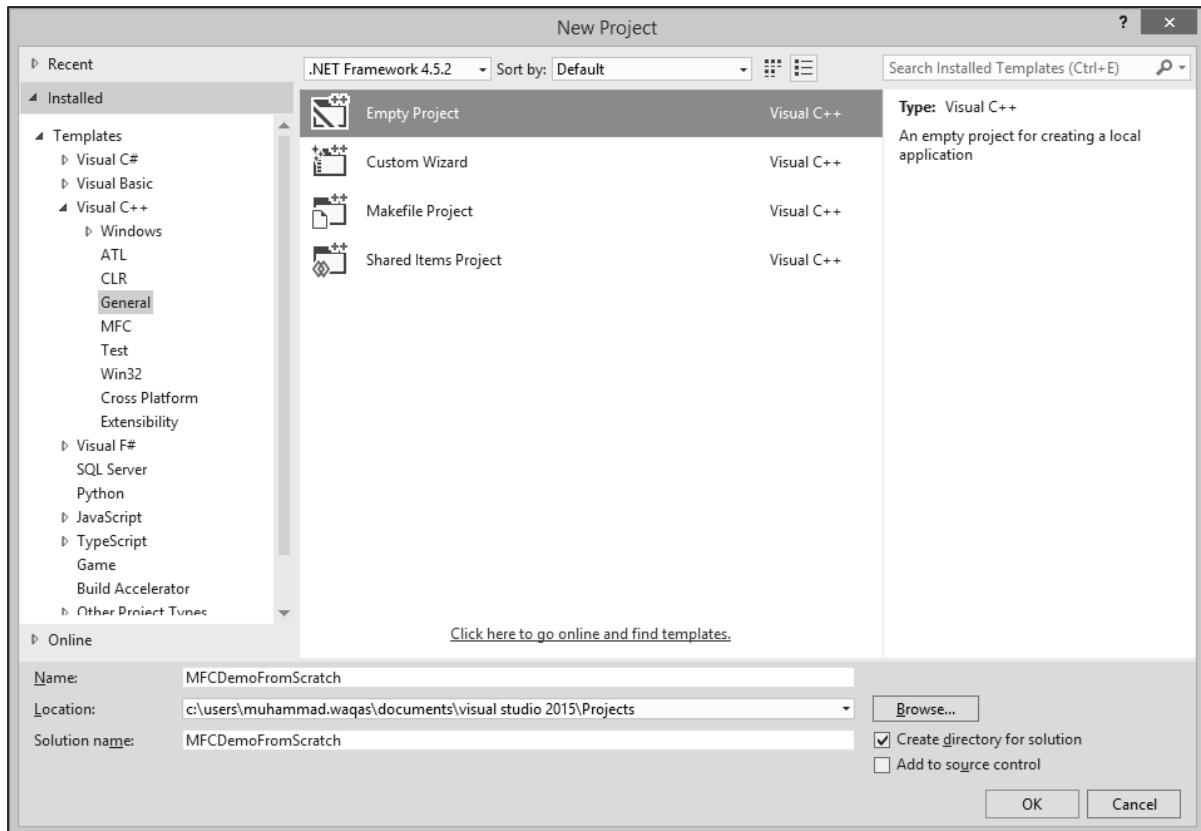 New Project
?
Recent
Installed
Templates
Visual C#
Visual Basic
Visual C++
Windows
ATL
CLR
General
MFC
Test
Win32
Cross Platform
Extensibility
Visual F#
SQL Server
Python
JavaScript
TypeScript
Game
Build Accelerator
Other Project Types
Online
.NET Framework 4.5.2 Sort by: Default
Empty Project Visual C++
Custom Wizard Visual C++
Makefile Project Visual C++
Shared Items Project Visual C++
Click here to go online and find templates.
Search Installed Templates (Ctrl+E)
Type: Visual C++
An empty project for creating a local
application
Name: MFCDemoFromScratch
Location: c:\users\muhammad.waqas\documents\visual studio 2015\Projects
Browse...
Solution name: MFCDemoFromScratch
Create directory for solution
Add to source control
OK Cancel